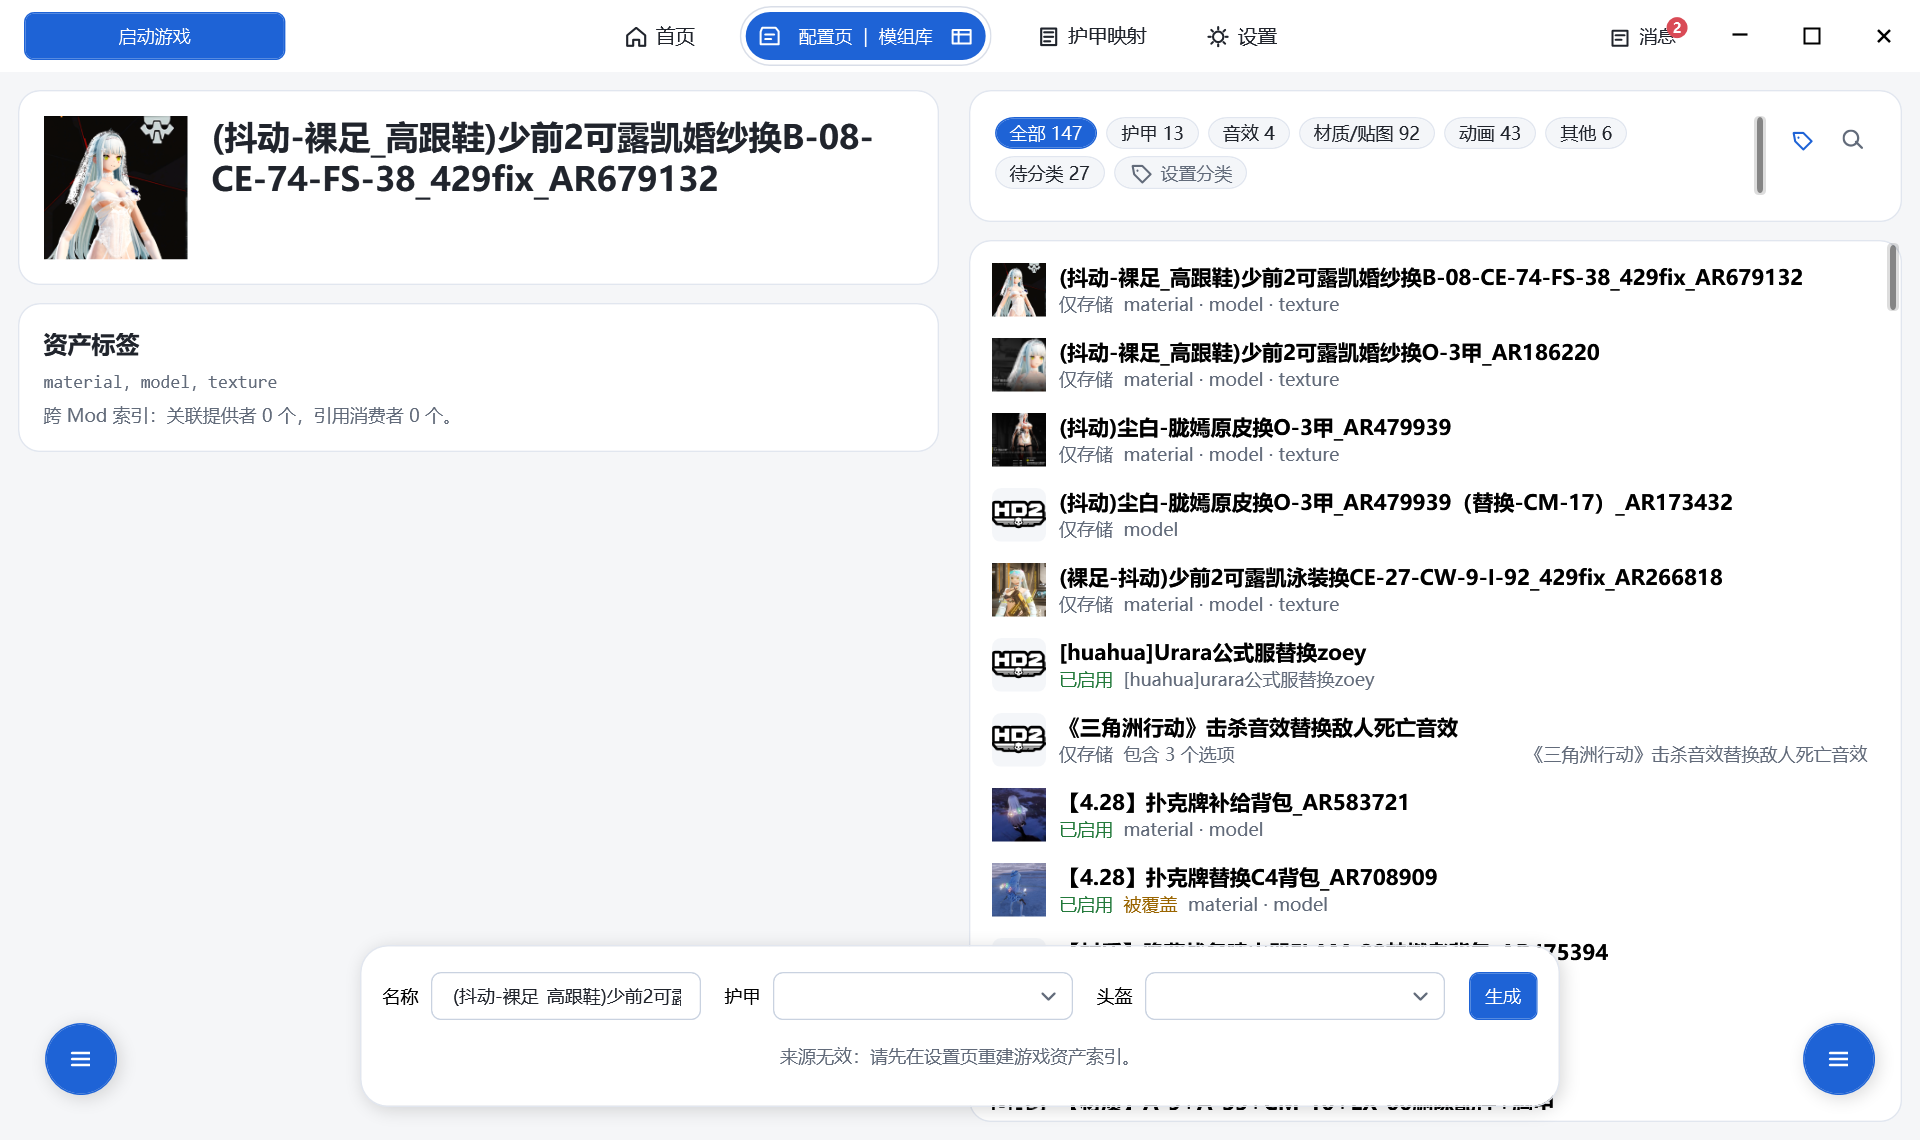 启动游戏
首页
配置页 | 模组库
护甲映射
设置
消息
2
(抖动-裸足_高跟鞋)少前2可露凯婚纱换B-08-
CE-74-FS-38_429fix_AR679132
资产标签
material, model, texture
跨 Mod 索引：关联提供者 0 个，引用消费者 0 个。
全部 147
护甲 13
音效 4
材质/贴图 92
动画 43
其他 6
待分类 27
设置分类
(抖动-裸足_高跟鞋)少前2可露凯婚纱换B-08-CE-74-FS-38_429fix_AR679132
仅存储 material · model · texture
(抖动-裸足_高跟鞋)少前2可露凯婚纱换O-3甲_AR186220
仅存储 material · model · texture
(抖动)尘白-胧嫣原皮换O-3甲_AR479939
仅存储 material · model · texture
HD2
(抖动)尘白-胧嫣原皮换O-3甲_AR479939（替换-CM-17）_AR173432
仅存储 model
(裸足-抖动)少前2可露凯泳装换CE-27-CW-9-I-92_429fix_AR266818
仅存储 material · model · texture
HD2
[huahua]Urara公式服替换zoey
已启用 [huahua]urara公式服替换zoey
HD2
《三角洲行动》击杀音效替换敌人死亡音效
仅存储 包含 3 个选项
《三角洲行动》击杀音效替换敌人死亡音效
【4.28】扑克牌补给背包_AR583721
已启用 material · model
【4.28】扑克牌替换C4背包_AR708909
已启用 被覆盖 material · model
75394
名称
(抖动-裸足_高跟鞋)少前2可露
护甲
头盔
生成
来源无效：请先在设置页重建游戏资产索引。